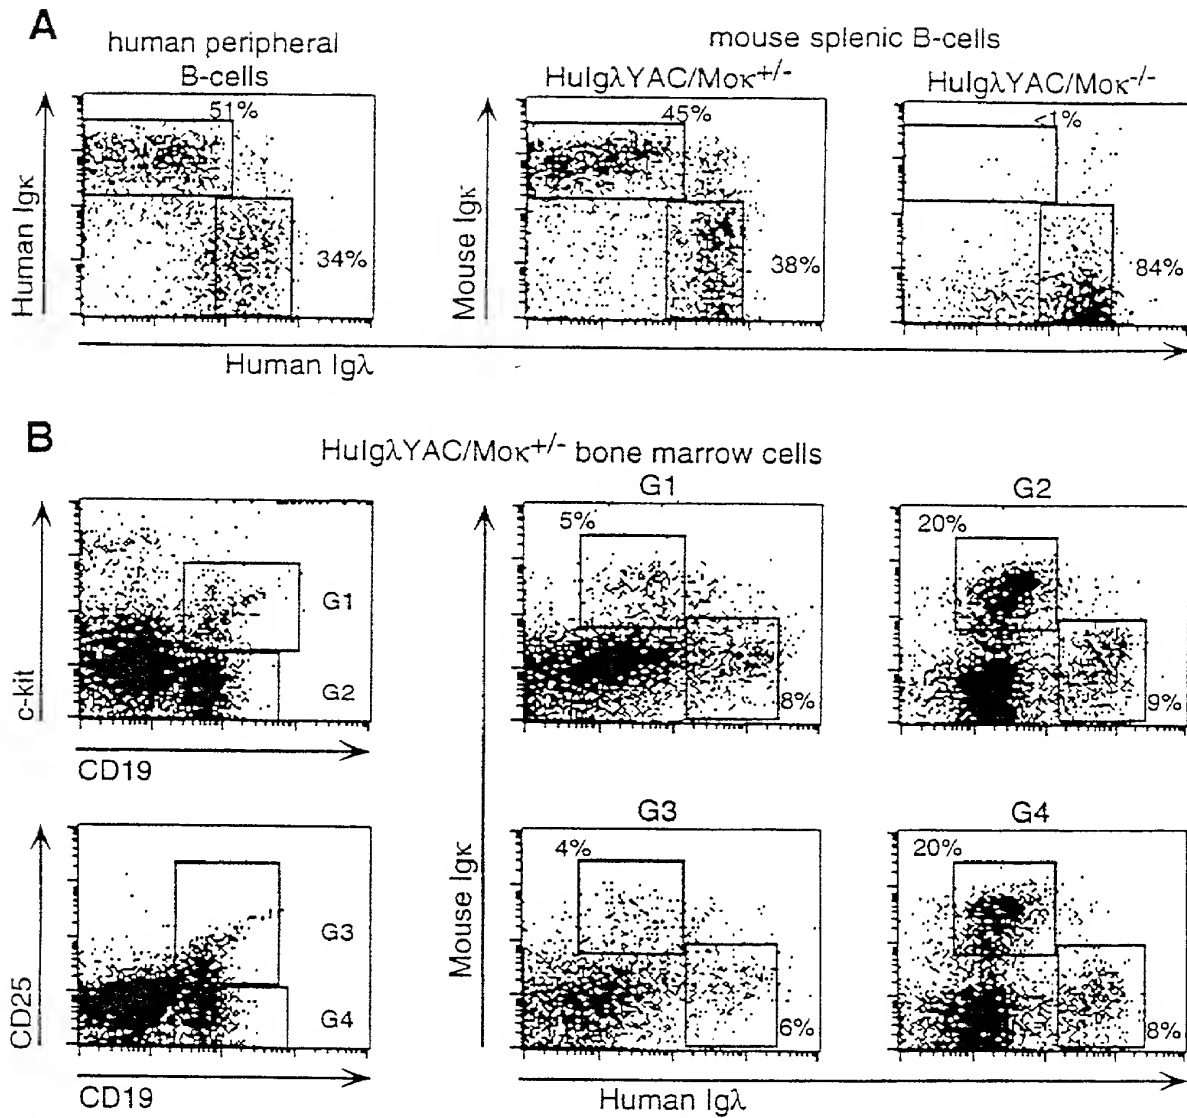 A
human peripheral
B-cells
mouse splenic B-cells
HuIgλYAC/Moκ+/-
HuIgλYAC/Moκ-/-
51%
34%
45%
38%
<1%
84%
Human Igκ
Mouse Igκ
Human Igλ
B
HuIgλYAC/Moκ+/- bone marrow cells
G1
G2
5%
8%
20%
9%
G1
G2
c-kit
CD19
G3
G4
4%
6%
20%
8%
G3
G4
CD25
CD19
Mouse Igκ
Human Igλ